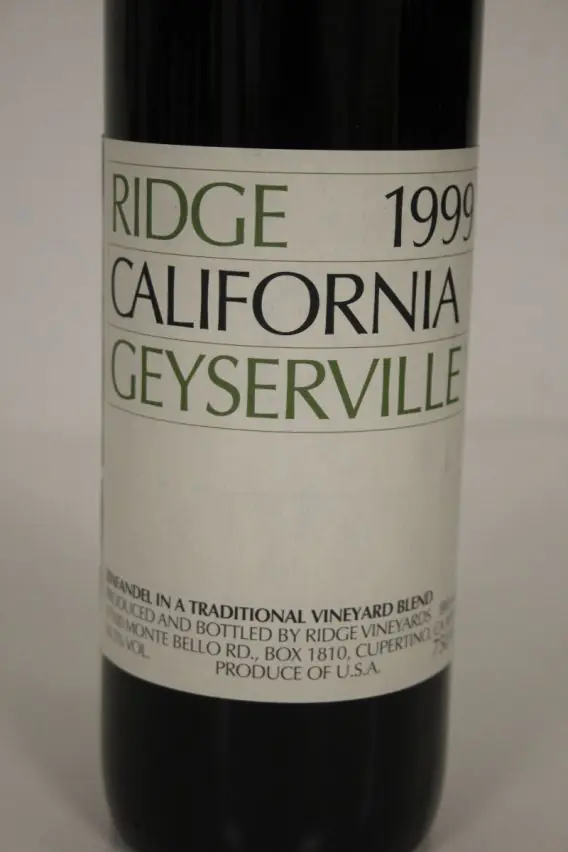 RIDGE 1999
CALIFORNIA
GEYSERVILLE
IN A TRADITIONAL VINEYARD BLEND
AND BOTTLED BY RIDGE VINEYARDS
MONTE BELLO RD., BOX 1810, CUPERTINO,
VOL.
PRODUCE OF U.S.A.